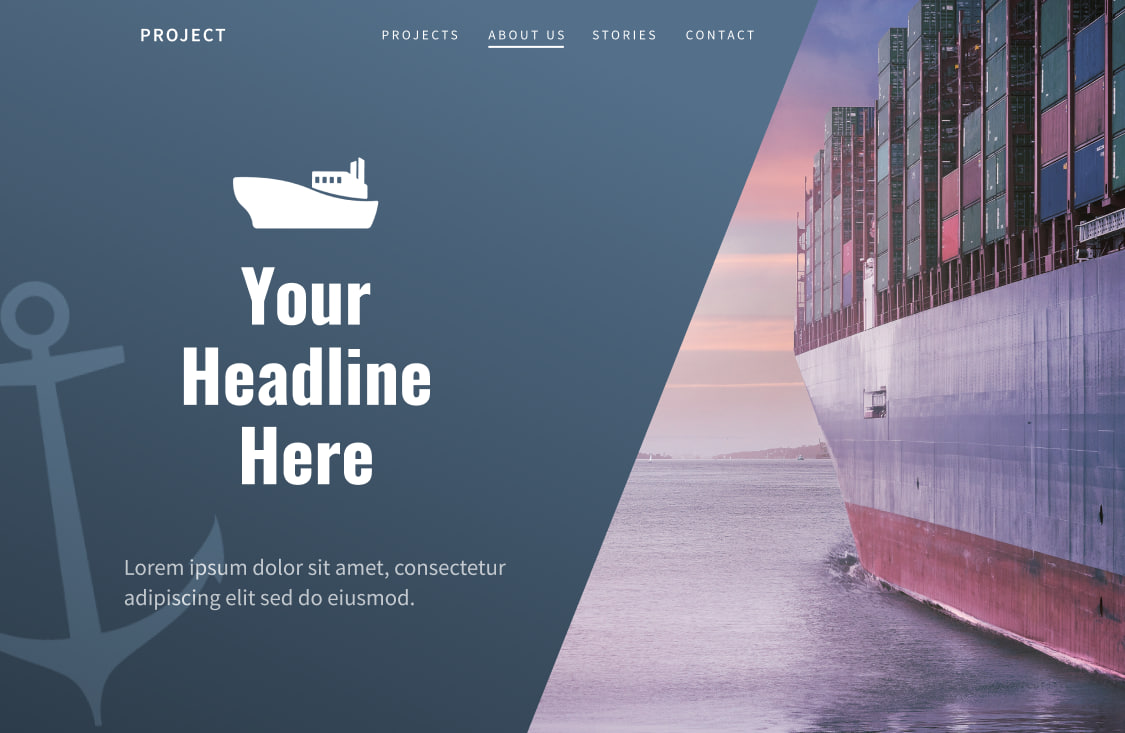 PROJECT
PROJECTS ABOUT US STORIES CONTACT
Your
Headline
Here
Lorem ipsum dolor sit amet, consectetur
adipiscing elit sed do eiusmod.